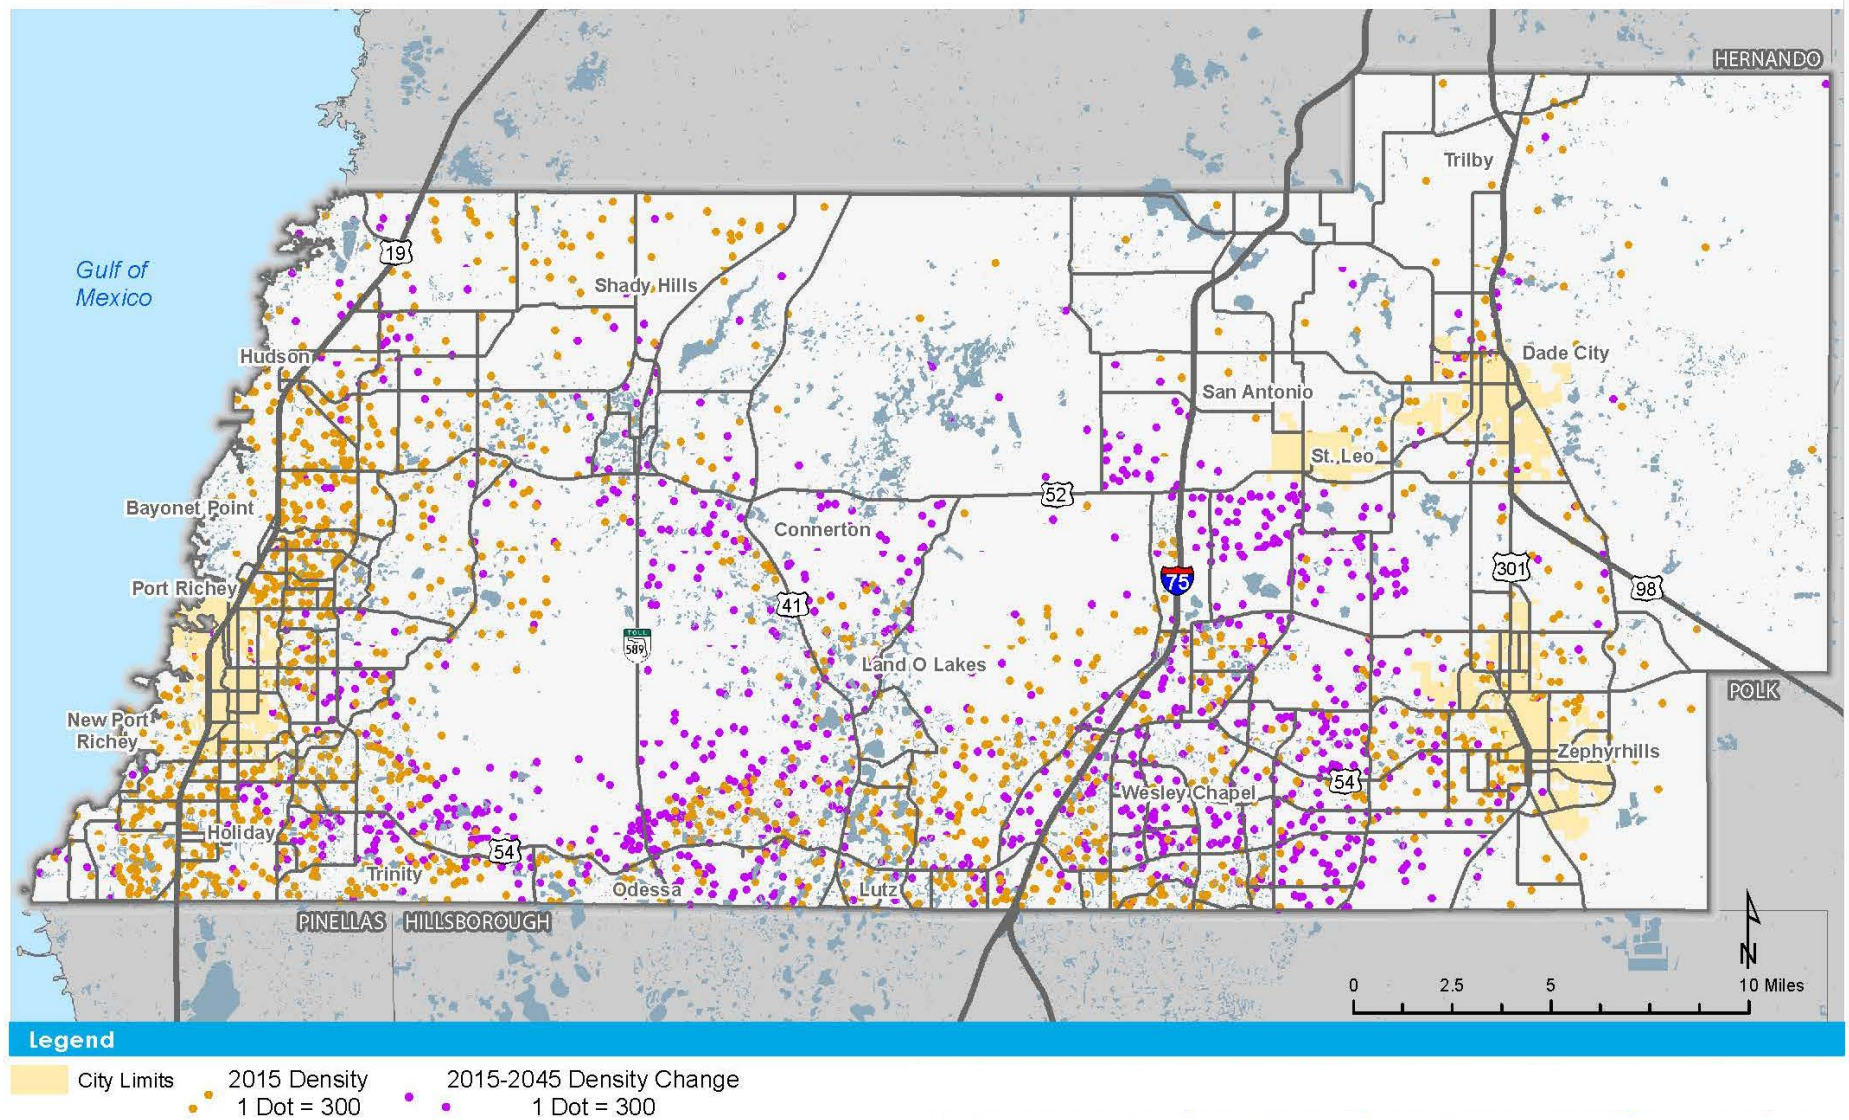 HERNANDO
Trilby
19
Gulf of
Mexico
Shady Hills
Hudson
Dade City
San Antonio
St. Leo
52
Bayonet Point
Connerton
75
301
98
Port Richey
41
TOLL
589
Land O Lakes
POLK
New Port
Richey
Zephyrhills
54
Wesley Chapel
Holiday
54
Trinity
Odessa
Lutz
PINELLAS
HILLSBOROUGH
N
0 2.5 5 10 Miles
Legend
City Limits
2015 Density
1 Dot = 300
2015-2045 Density Change
1 Dot = 300